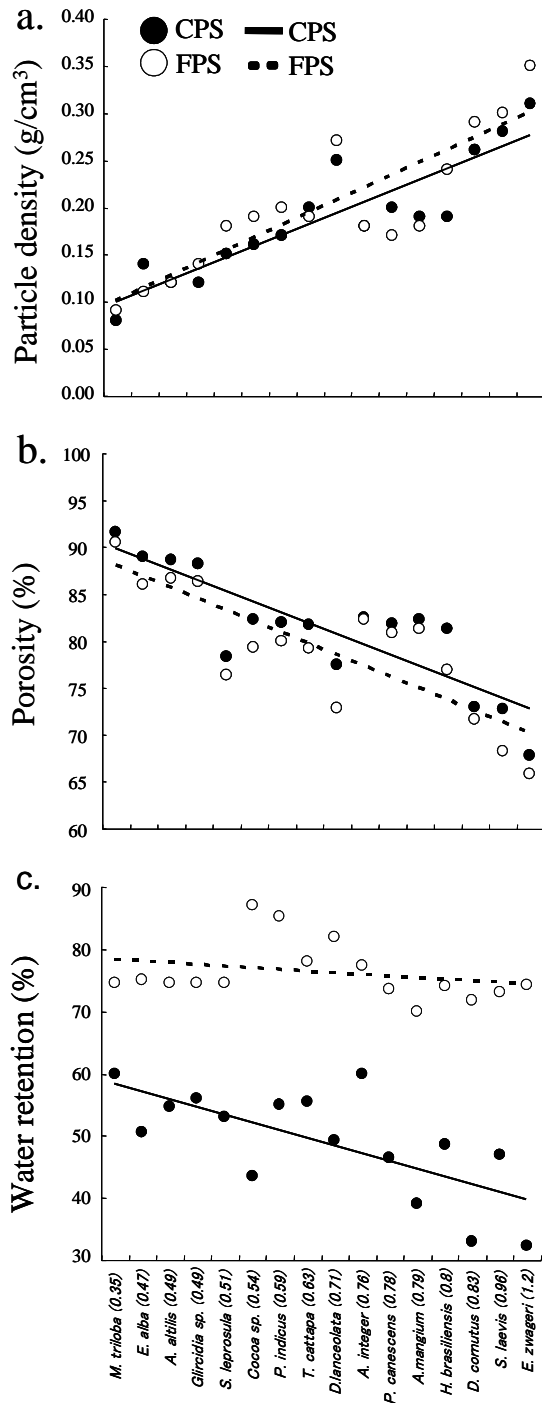 a.
CPS CPS
FPS FPS
Particle density (g/cm³)
0.40
0.35
0.30
0.25
0.20
0.15
0.10
0.05
0.00
b.
Porosity (%)
100
95
90
85
80
75
70
65
60
c.
Water retention (%)
90
80
70
60
50
40
30
M. triloba (0.35)
E. alba (0.47)
A. altilis (0.49)
Glircidia sp. (0.49)
S. leprosula (0.51)
Cocoa sp. (0.54)
P. indicus (0.59)
T. cattapa (0.63)
D.lanceolata (0.71)
A. integer (0.76)
P. canescens (0.78)
A.mangium (0.79)
H. brasiliensis (0.8)
D. cornutus (0.83)
S. laevis (0.96)
E. zwageri (1.2)